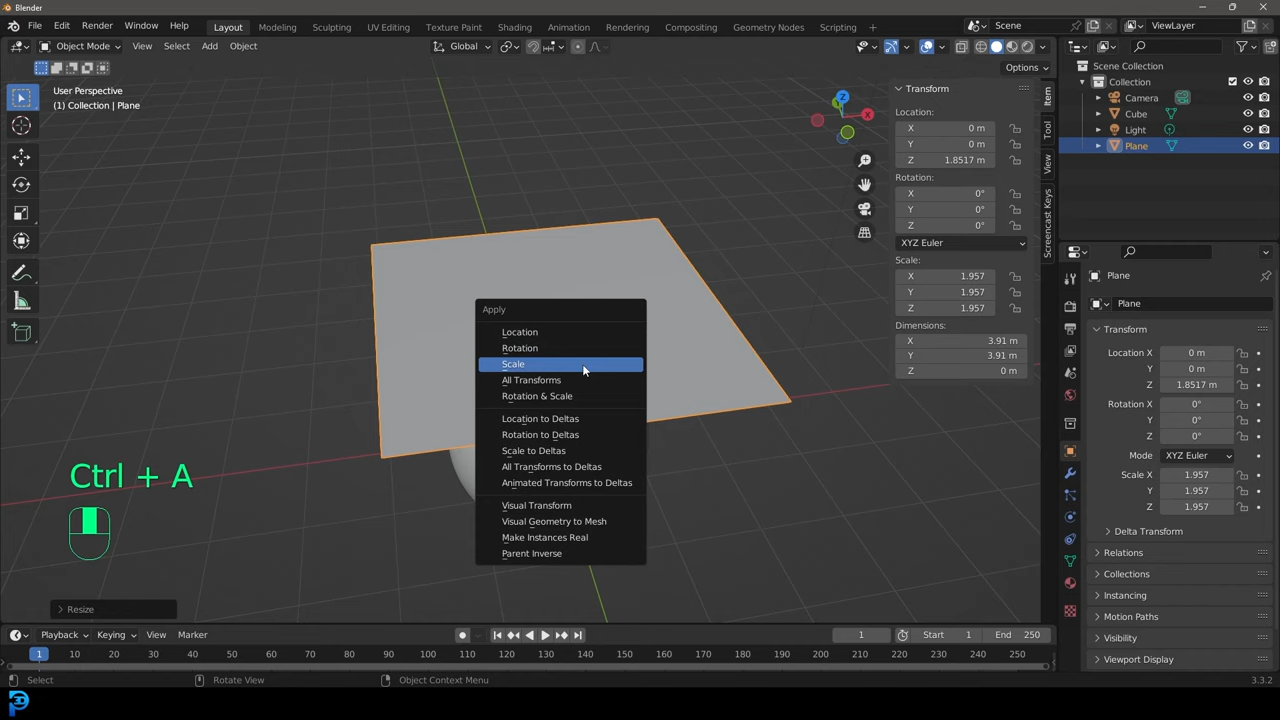 Blender
File Edit Render Window Help Layout Modeling Sculpting UV Editing Texture Paint Shading Animation Rendering Compositing Geometry Nodes Scripting + Scene ViewLayer
Object Mode View Select Add Object Global
Options
User Perspective
(1) Collection | Plane
Z
X
Transform
Location:
X 0 m
Y 0 m
Z 1.8517 m
Rotation:
X 0°
Y 0°
Z 0°
XYZ Euler
Scale:
X 1.957
Y 1.957
Z 1.957
Dimensions:
X 3.91 m
Y 3.91 m
Z 0 m
Item
Tool
View
Screencast Keys
Scene Collection
Collection
Camera
Cube
Light
Plane
Plane
Plane
Transform
Location X 0 m
Y 0 m
Z 1.8517 m
Rotation X 0°
Y 0°
Z 0°
Mode XYZ Euler
Scale X 1.957
Y 1.957
Z 1.957
Delta Transform
Relations
Collections
Instancing
Motion Paths
Visibility
Viewport Display
Apply
Location
Rotation
Scale
All Transforms
Rotation & Scale
Location to Deltas
Rotation to Deltas
Scale to Deltas
All Transforms to Deltas
Animated Transforms to Deltas
Visual Transform
Visual Geometry to Mesh
Make Instances Real
Parent Inverse
Ctrl + A
Resize
Playback Keying View Marker 1 Start 1 End 250
1 10 20 30 40 50 60 70 80 90 100 110 120 130 140 150 160 170 180 190 200 210 220 230 240 250
Select Rotate View Object Context Menu 3.3.2